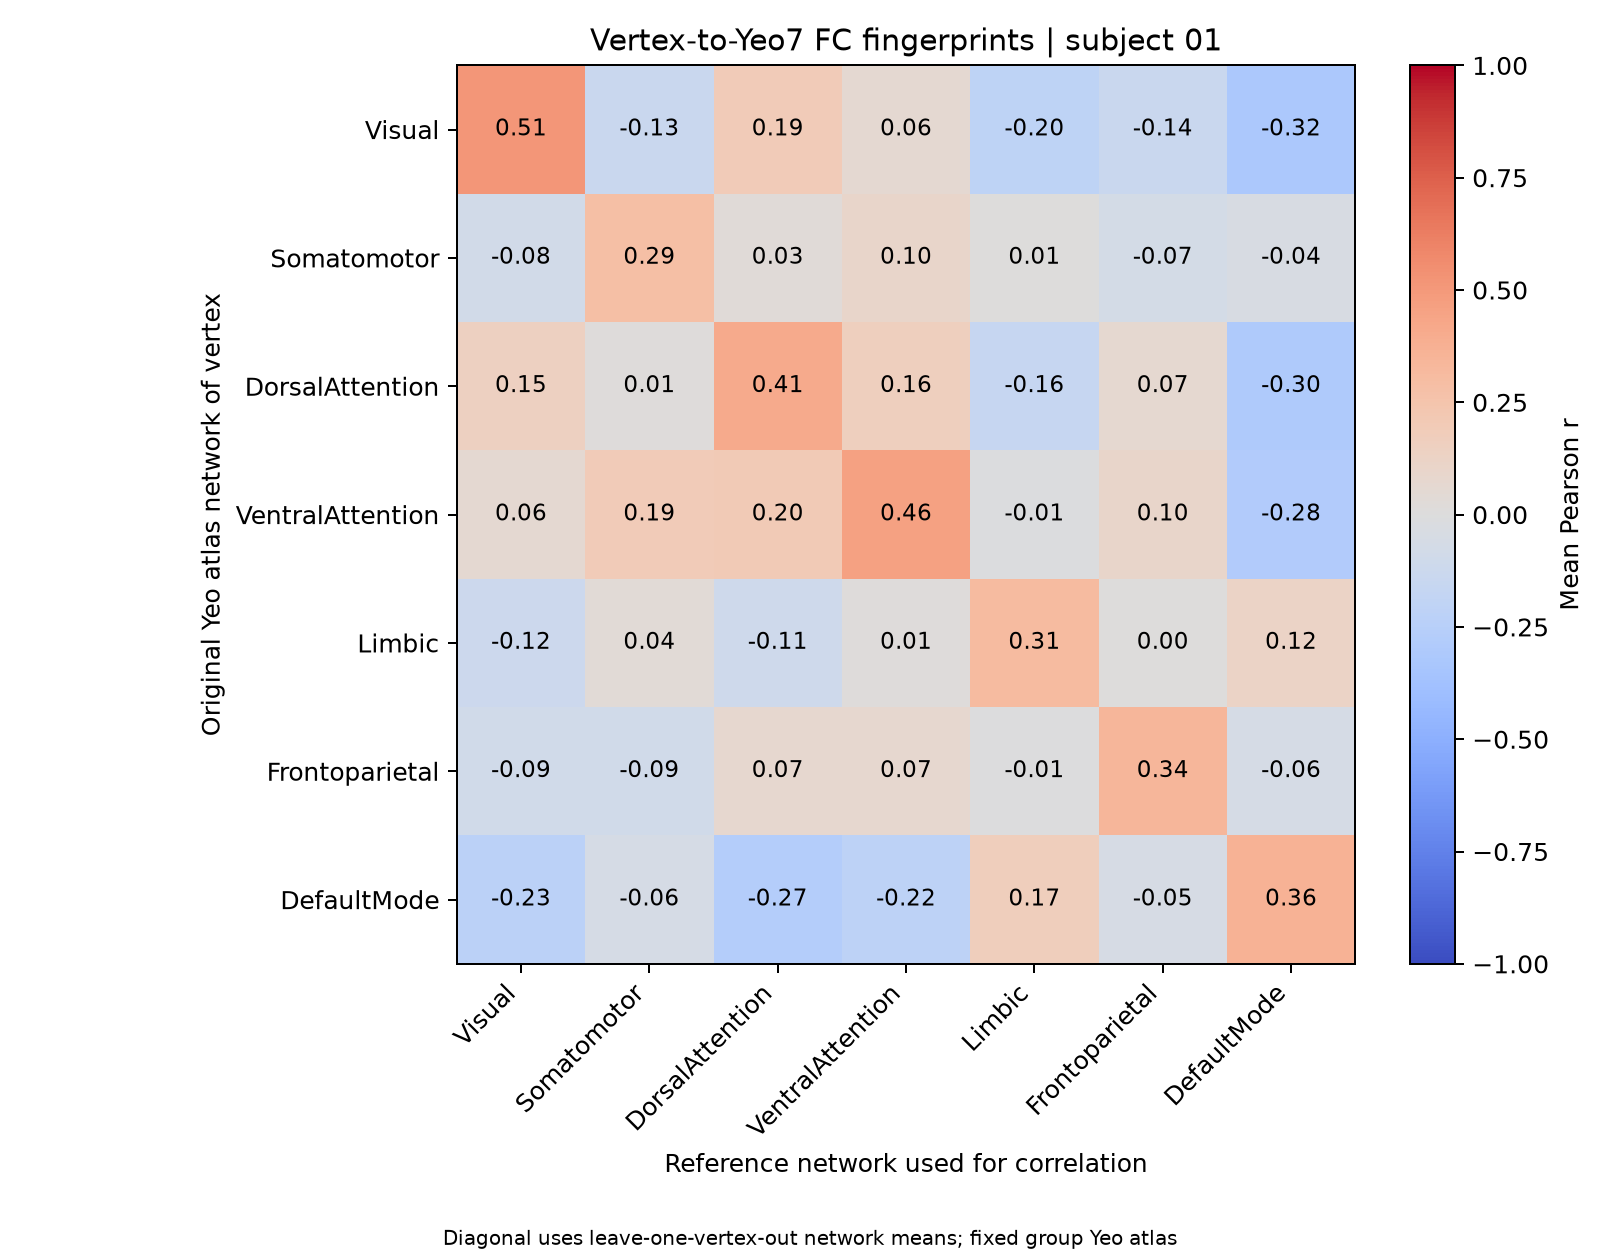 Vertex-to-Yeo7 FC fingerprints | subject 01
Original Yeo atlas network of vertex
Visual 0.51 -0.13 0.19 0.06 -0.20 -0.14 -0.32
Somatomotor -0.08 0.29 0.03 0.10 0.01 -0.07 -0.04
DorsalAttention 0.15 0.01 0.41 0.16 -0.16 0.07 -0.30
VentralAttention 0.06 0.19 0.20 0.46 -0.01 0.10 -0.28
Limbic -0.12 0.04 -0.11 0.01 0.31 0.00 0.12
Frontoparietal -0.09 -0.09 0.07 0.07 -0.01 0.34 -0.06
DefaultMode -0.23 -0.06 -0.27 -0.22 0.17 -0.05 0.36
Visual
Somatomotor
DorsalAttention
VentralAttention
Limbic
Frontoparietal
DefaultMode
Reference network used for correlation
1.00
0.75
0.50
0.25
0.00
−0.25
−0.50
−0.75
−1.00
Mean Pearson r
Diagonal uses leave-one-vertex-out network means; fixed group Yeo atlas